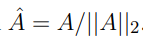 Â = A/||A||₂.